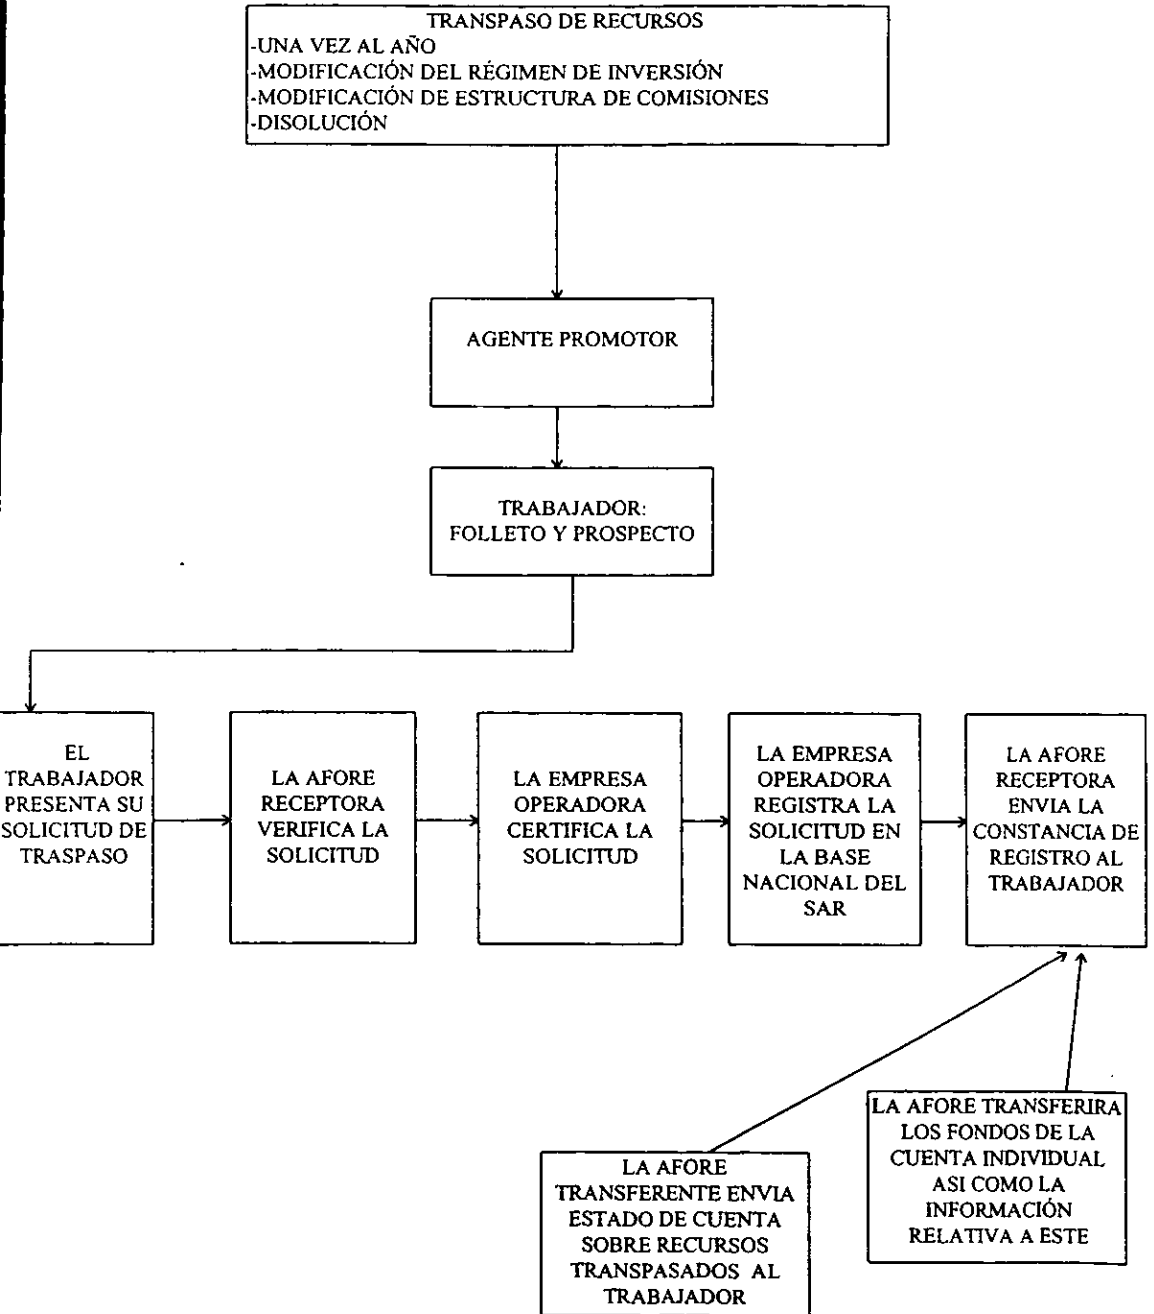 TRANSPASO DE RECURSOS
-UNA VEZ AL AÑO
-MODIFICACIÓN DEL RÉGIMEN DE INVERSIÓN
-MODIFICACIÓN DE ESTRUCTURA DE COMISIONES
-DISOLUCIÓN
AGENTE PROMOTOR
TRABAJADOR:
FOLLETO Y PROSPECTO
EL
TRABAJADOR
PRESENTA SU
SOLICITUD DE
TRASPASO
LA AFORE
RECEPTORA
VERIFICA LA
SOLICITUD
LA EMPRESA
OPERADORA
CERTIFICA LA
SOLICITUD
LA EMPRESA
OPERADORA
REGISTRA LA
SOLICITUD EN
LA BASE
NACIONAL DEL
SAR
LA AFORE
RECEPTORA
ENVIA LA
CONSTANCIA DE
REGISTRO AL
TRABAJADOR
LA AFORE
TRANSFERENTE ENVIA
ESTADO DE CUENTA
SOBRE RECURSOS
TRANSPASADOS AL
TRABAJADOR
LA AFORE TRANSFERIRA
LOS FONDOS DE LA
CUENTA INDIVIDUAL
ASI COMO LA
INFORMACIÓN
RELATIVA A ESTE